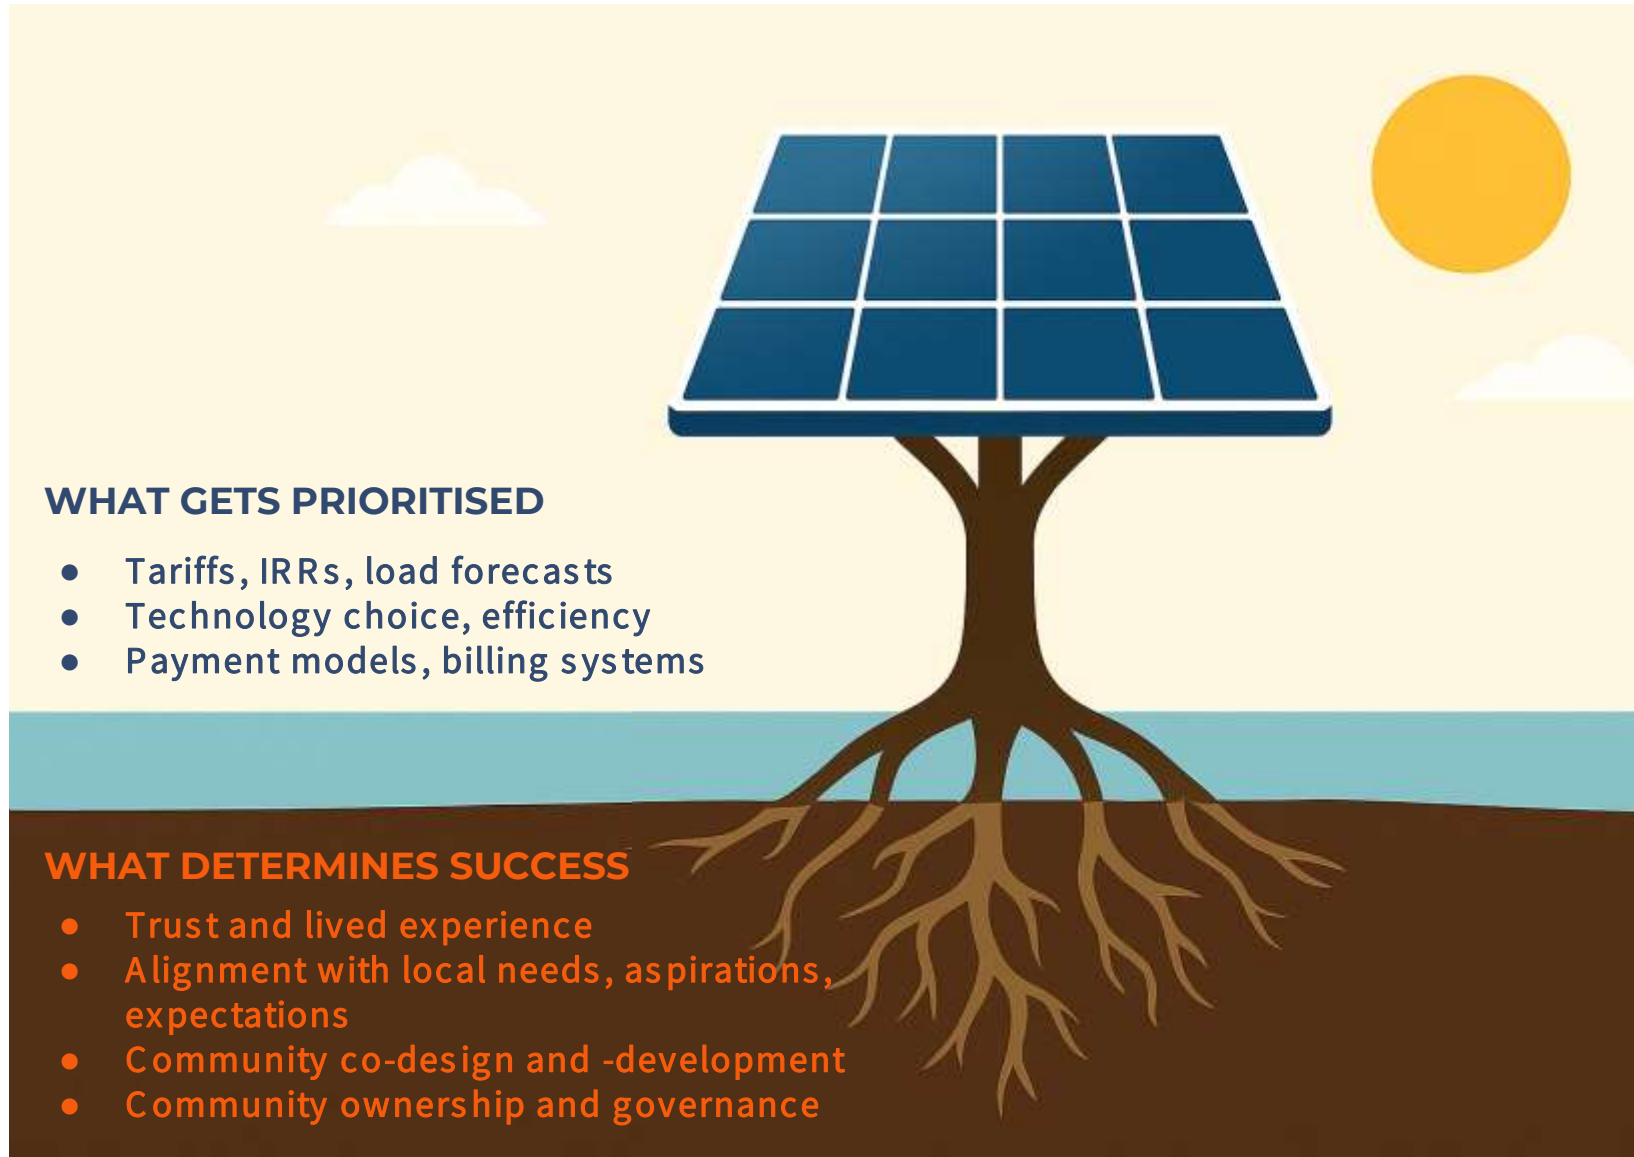 WHAT GETS PRIORITISED
● Tariffs, IRRs, load forecasts
● Technology choice, efficiency
● Payment models, billing systems
WHAT DETERMINES SUCCESS
● Trust and lived experience
● Alignment with local needs, aspirations,
expectations
● Community co-design and -development
● Community ownership and governance